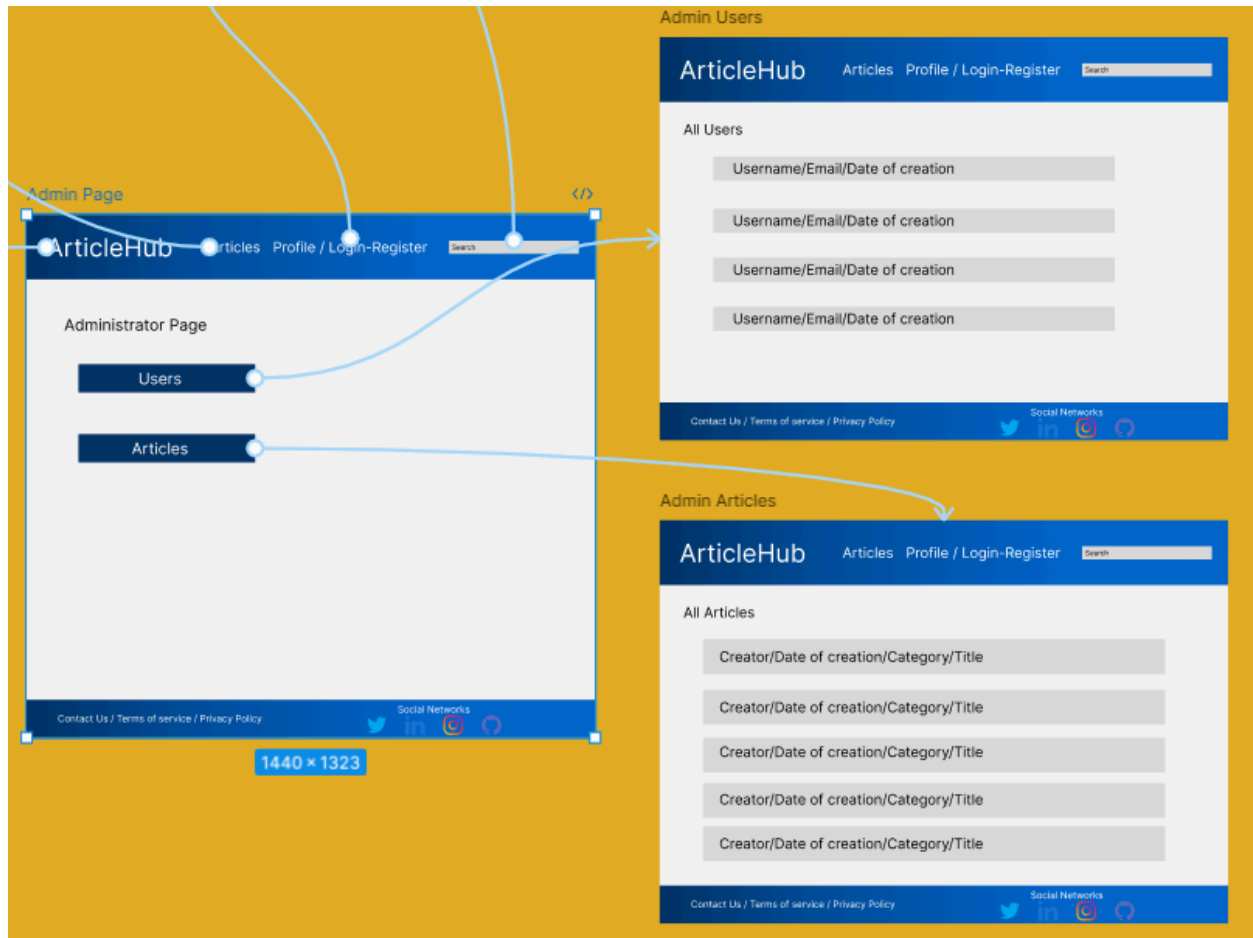 Admin Users
ArticleHub Articles Profile / Login-Register Search
All Users
Username/Email/Date of creation
Username/Email/Date of creation
Username/Email/Date of creation
Username/Email/Date of creation
Contact Us / Terms of service / Privacy Policy
Social Networks
in
Admin Page </>
ArticleHub Articles Profile / Login-Register Search
Administrator Page
Users
Articles
Contact Us / Terms of service / Privacy Policy
Social Networks
in
1440 × 1323
Admin Articles
ArticleHub Articles Profile / Login-Register Search
All Articles
Creator/Date of creation/Category/Title
Creator/Date of creation/Category/Title
Creator/Date of creation/Category/Title
Creator/Date of creation/Category/Title
Creator/Date of creation/Category/Title
Contact Us / Terms of service / Privacy Policy
Social Networks
in